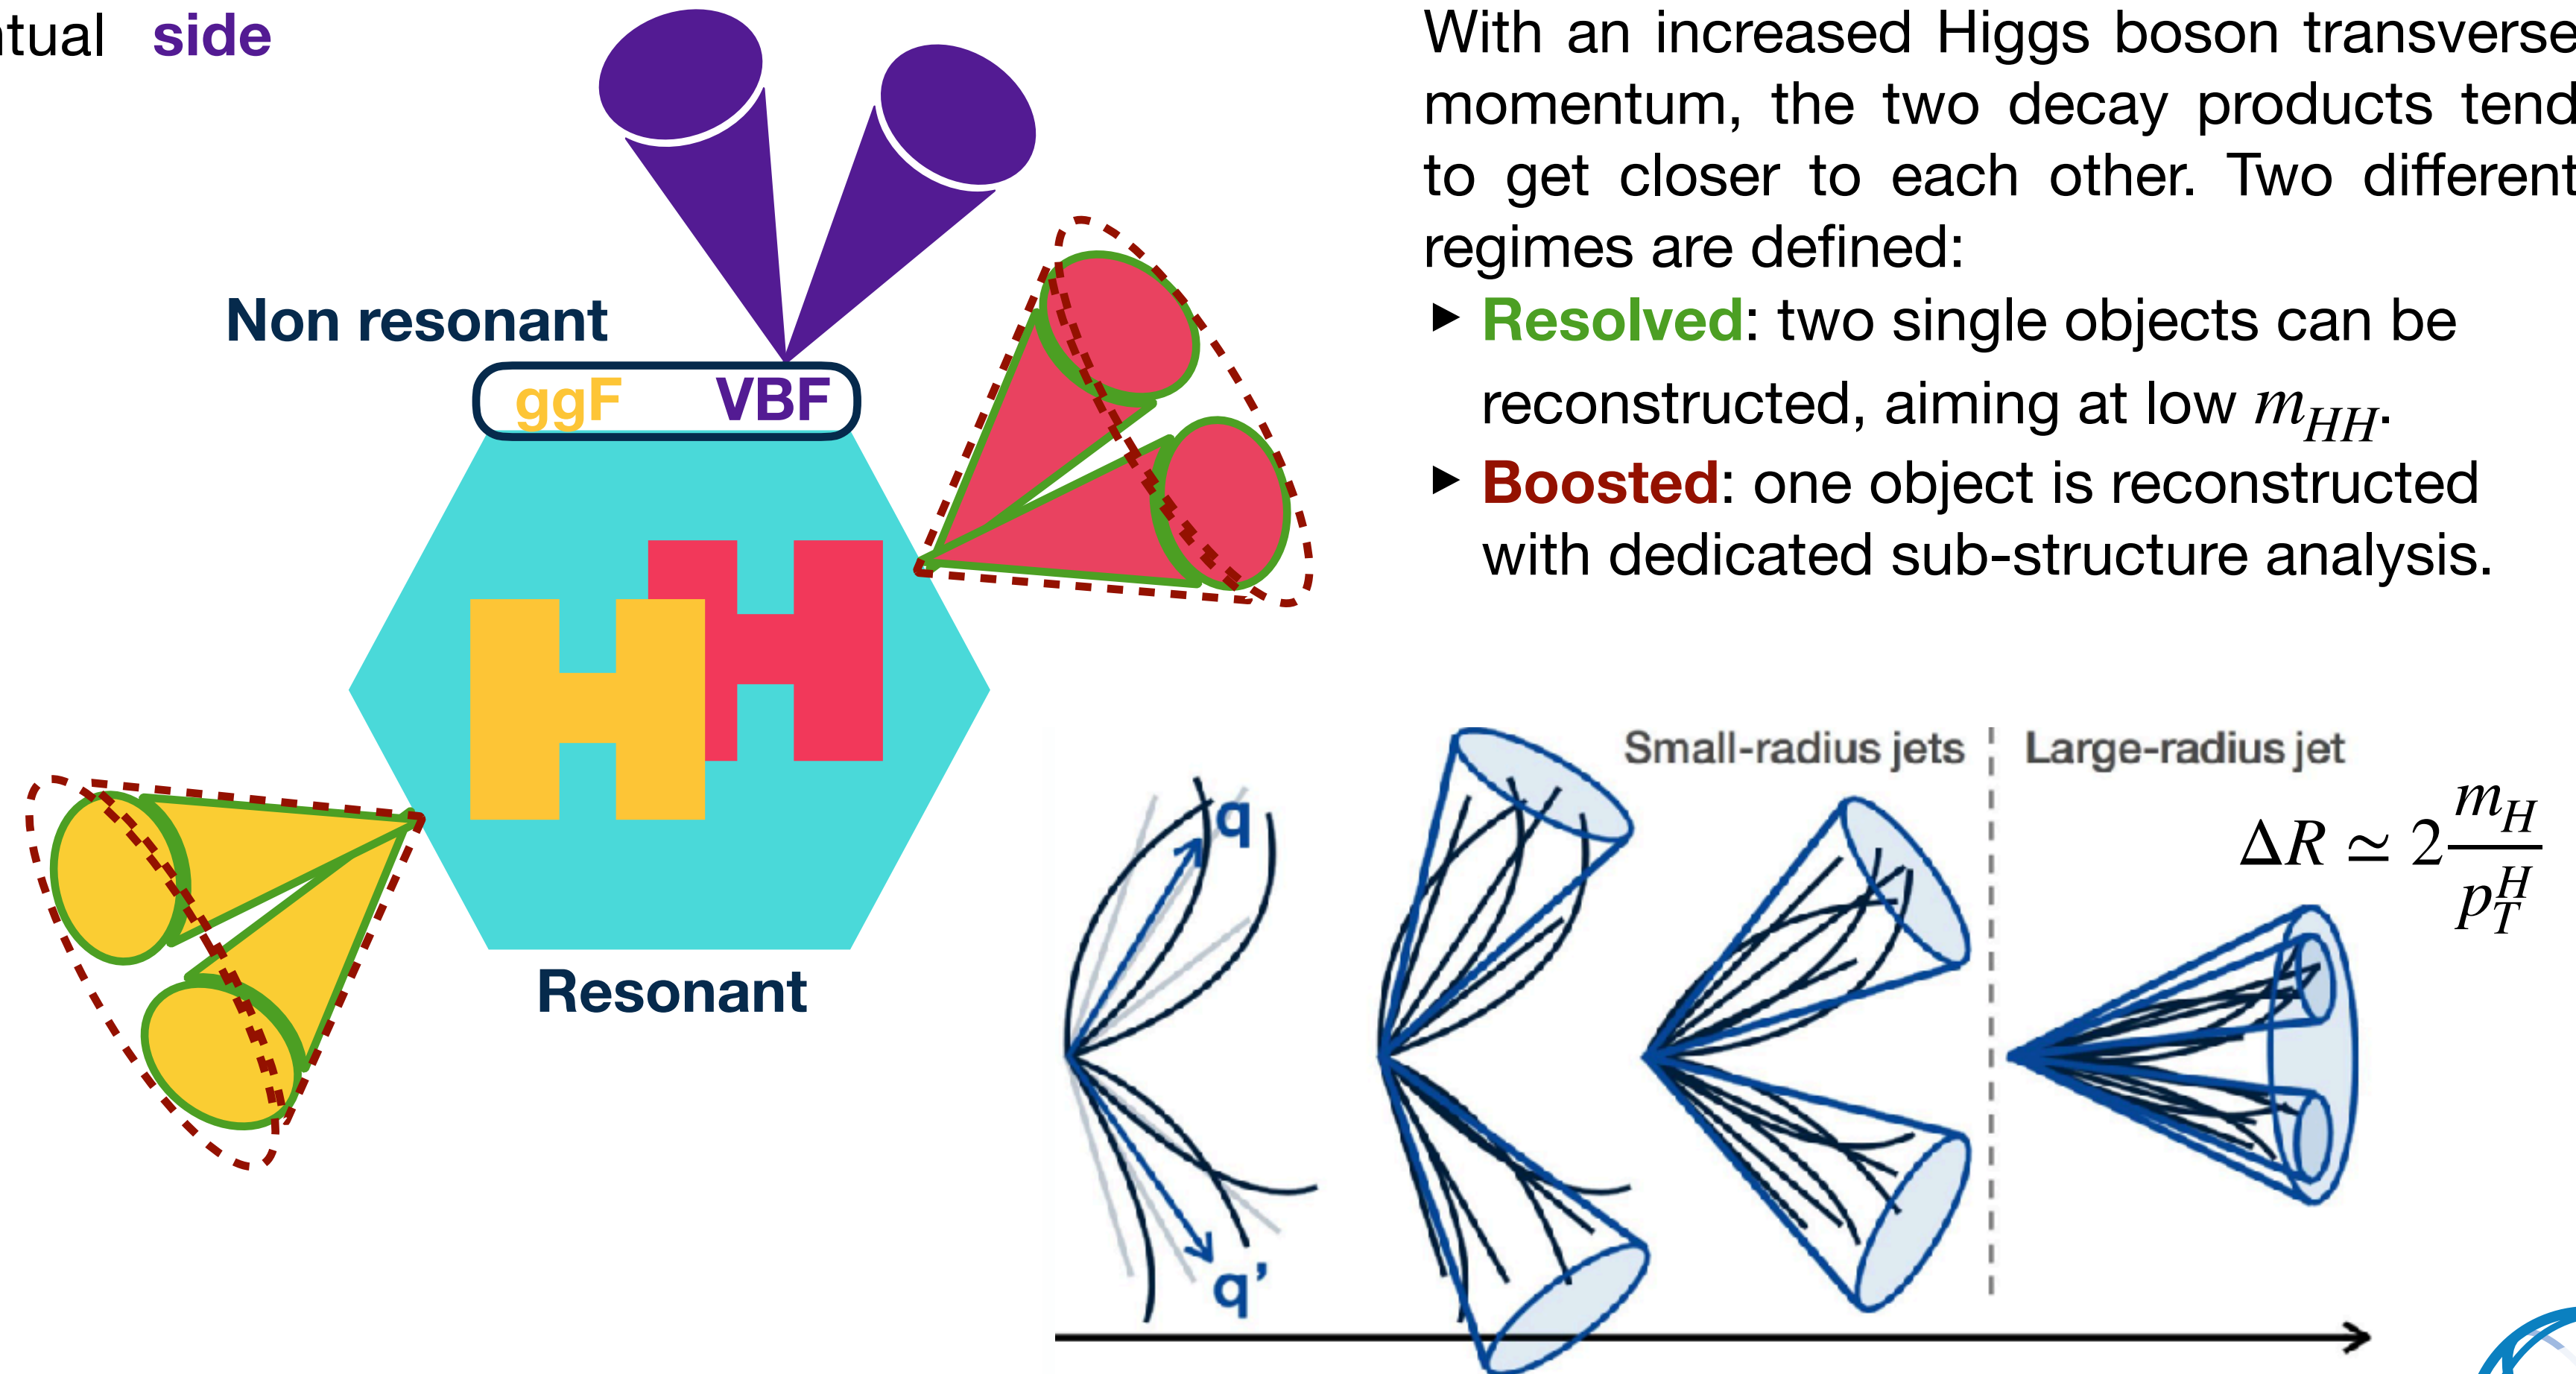 side
With an increased Higgs boson transverse
momentum, the two decay products tend
to get closer to each other. Two different
regimes are defined:
▸ Resolved: two single objects can be
reconstructed, aiming at low m_{HH}.
▸ Boosted: one object is reconstructed
with dedicated sub-structure analysis.
Non resonant
ggF VBF
HH
Resonant
Small-radius jets
Large-radius jet
ΔR ≃ 2 m_H / p_T^H
q
q'